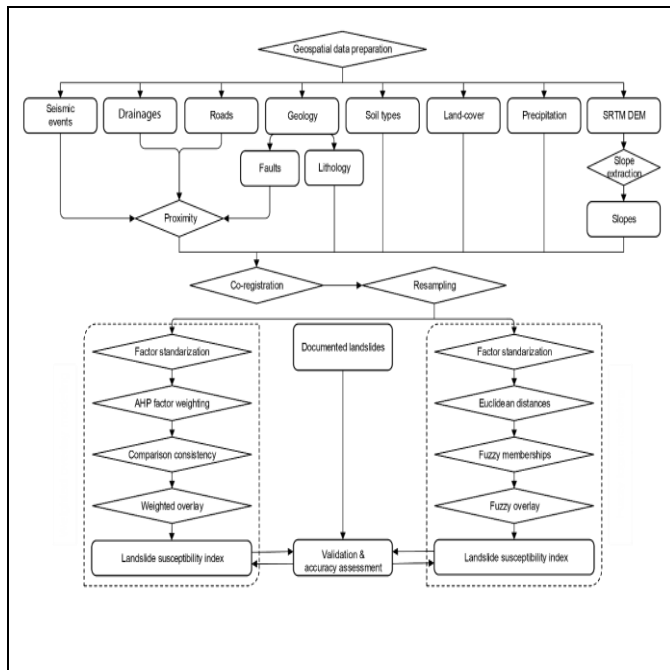 Geospatial data preparation
Seismic
events
Drainages
Roads
Geology
Soil types
Land-cover
Precipitation
SRTM DEM
Faults
Lithology
Slope
extraction
Proximity
Slopes
Co-registration
Resampling
Factor standarization
Documented landslides
Factor standarization
AHP factor weighting
Euclidean distances
Comparison consistency
Fuzzy memberships
Weighted overlay
Fuzzy overlay
Landslide susceptibility index
Validation &
accuracy assessment
Landslide susceptibility index